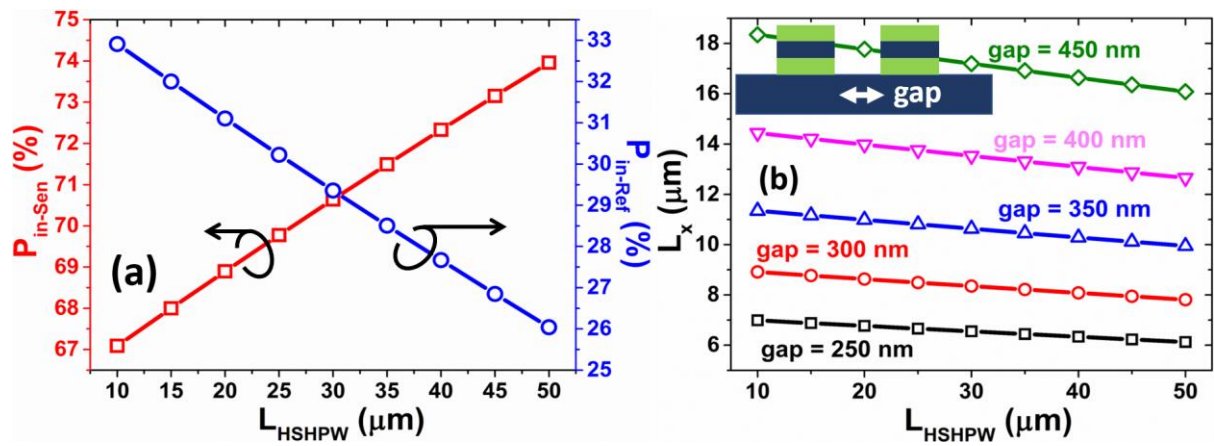 (a)
P_in-Sen (%)
75
74
73
72
71
70
69
68
67
P_in-Ref (%)
33
32
31
30
29
28
27
26
25
10 15 20 25 30 35 40 45 50
L_HSHPW (μm)
(b)
L_x (μm)
18
16
14
12
10
8
6
gap = 450 nm
gap
gap = 400 nm
gap = 350 nm
gap = 300 nm
gap = 250 nm
10 20 30 40 50
L_HSHPW (μm)